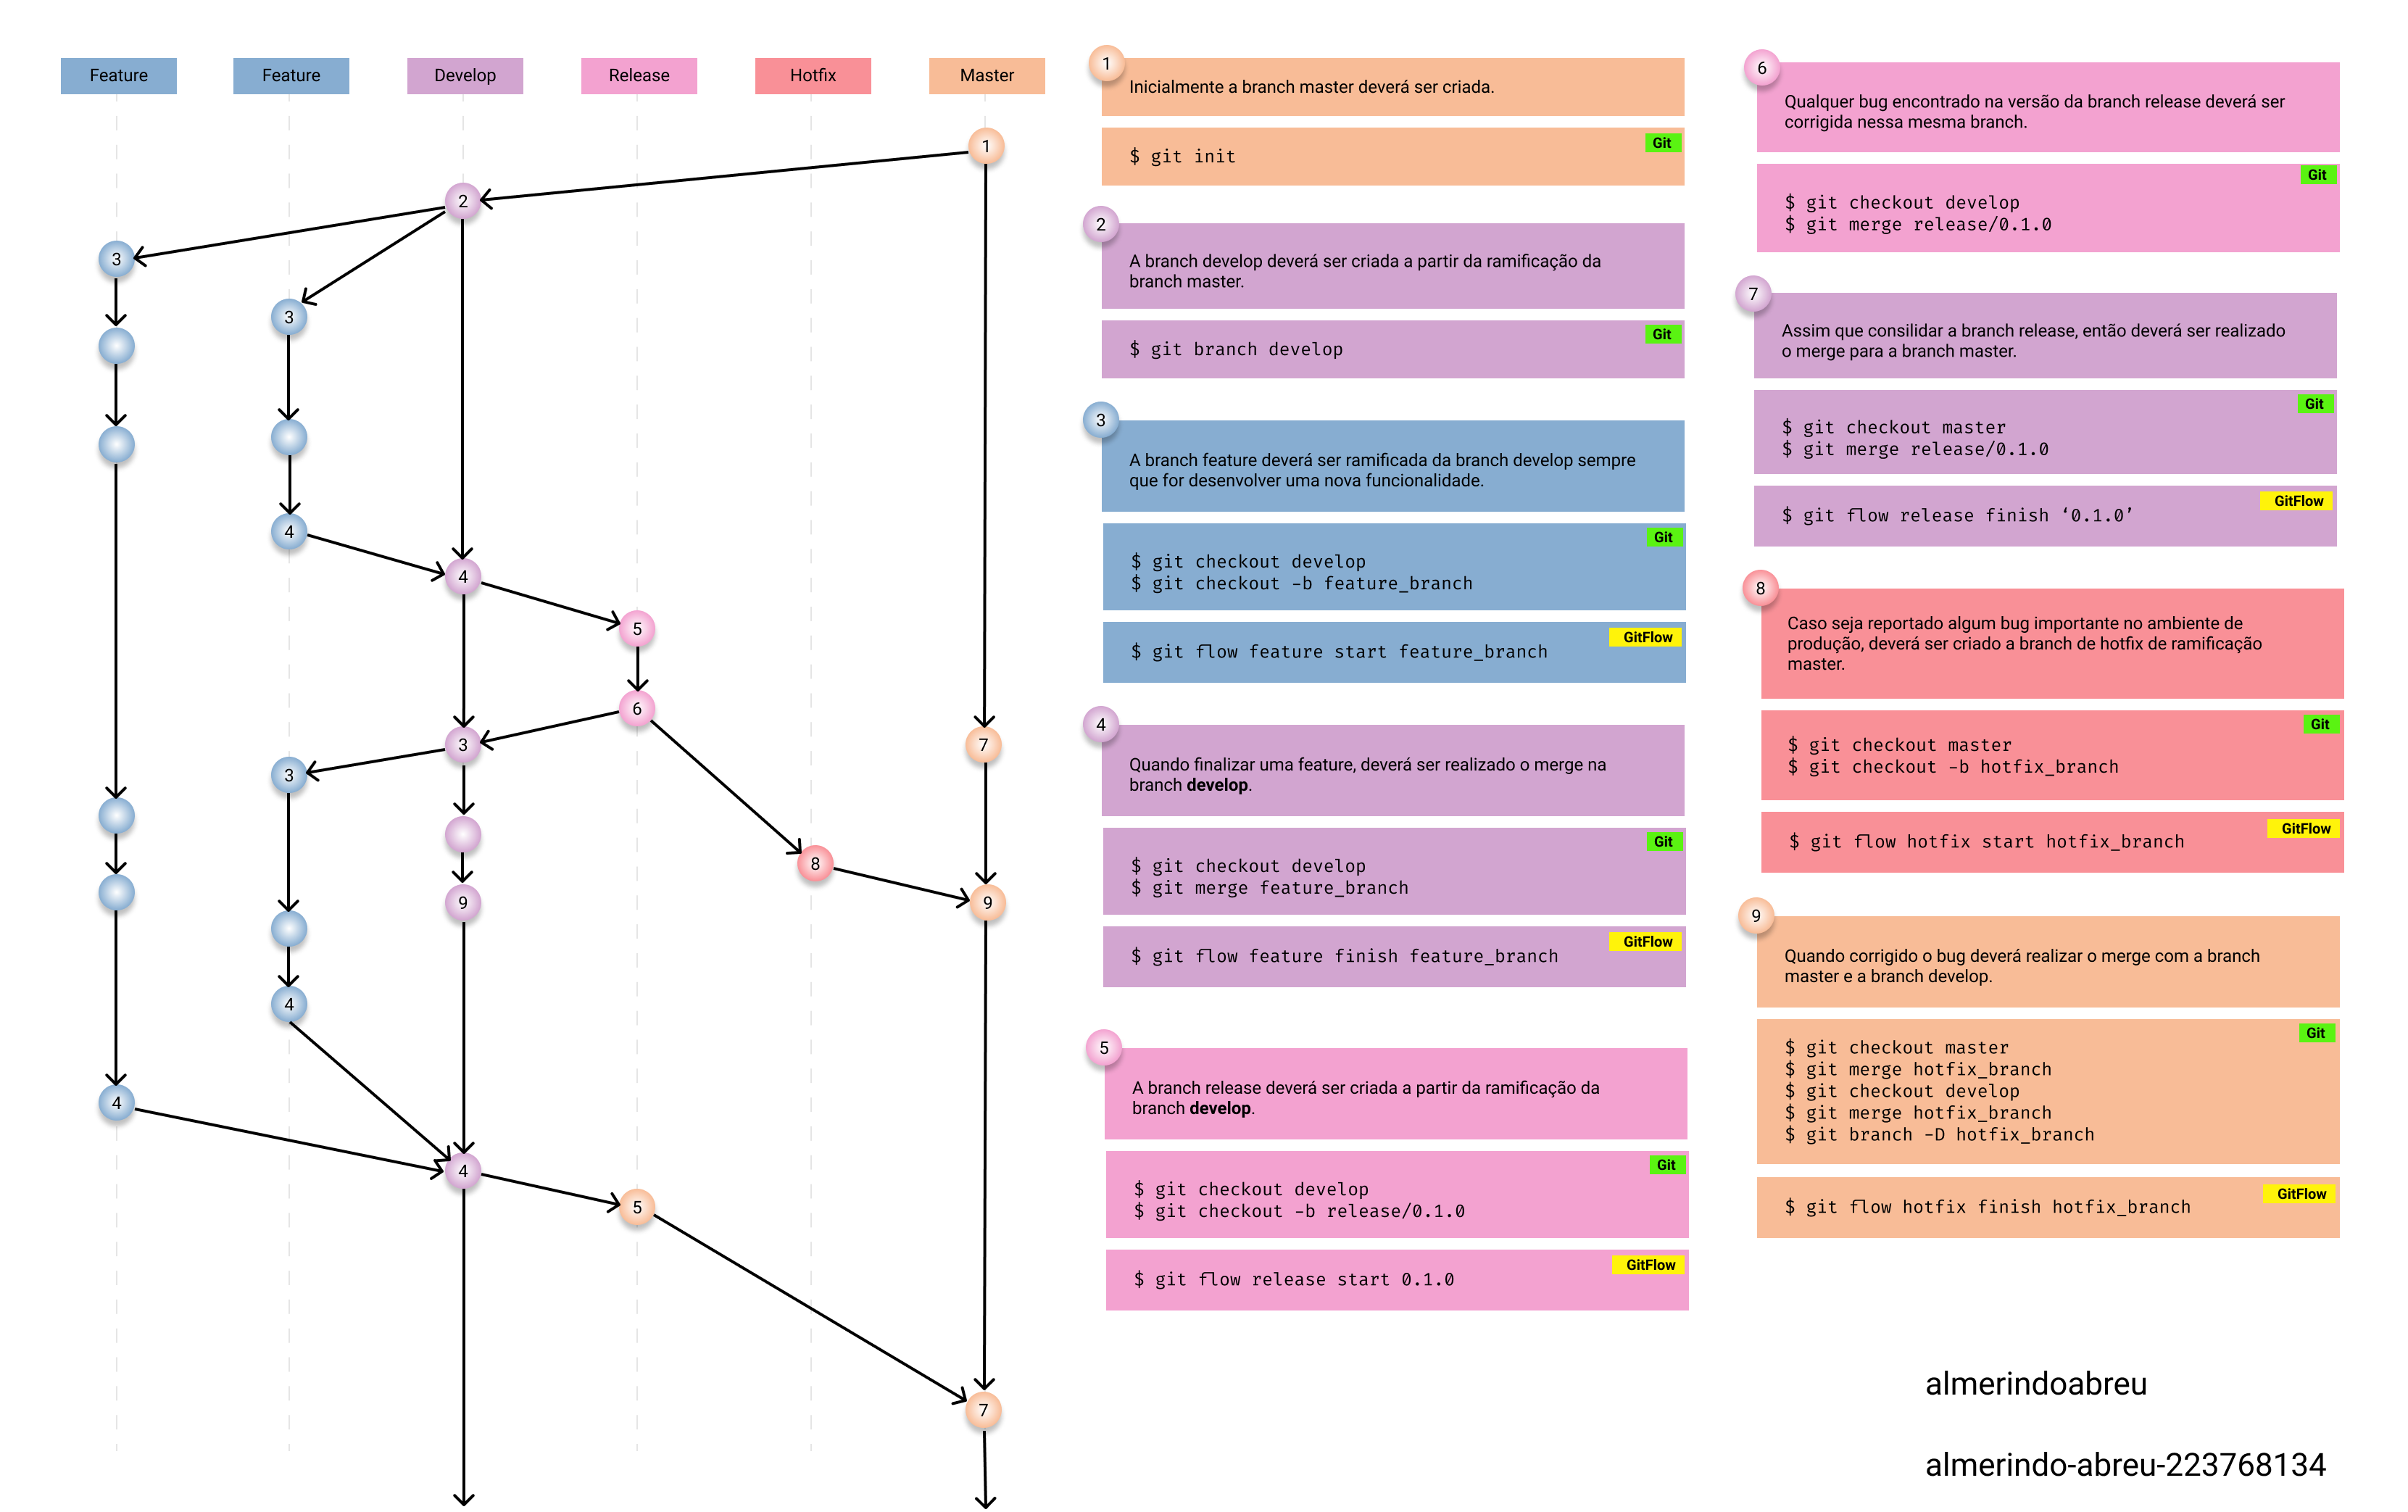 Feature
Feature
Develop
Release
Hotfix
Master
1
2
3
3
4
4
5
6
3
7
3
8
9
9
4
4
4
5
7
1
Inicialmente a branch master deverá ser criada.
Git
$ git init
2
A branch develop deverá ser criada a partir da ramificação da
branch master.
Git
$ git branch develop
3
A branch feature deverá ser ramificada da branch develop sempre
que for desenvolver uma nova funcionalidade.
Git
$ git checkout develop
$ git checkout -b feature_branch
GitFlow
$ git flow feature start feature_branch
4
Quando finalizar uma feature, deverá ser realizado o merge na
branch develop.
Git
$ git checkout develop
$ git merge feature_branch
GitFlow
$ git flow feature finish feature_branch
5
A branch release deverá ser criada a partir da ramificação da
branch develop.
Git
$ git checkout develop
$ git checkout -b release/0.1.0
GitFlow
$ git flow release start 0.1.0
6
Qualquer bug encontrado na versão da branch release deverá ser
corrigida nessa mesma branch.
Git
$ git checkout develop
$ git merge release/0.1.0
7
Assim que consilidar a branch release, então deverá ser realizado
o merge para a branch master.
Git
$ git checkout master
$ git merge release/0.1.0
GitFlow
$ git flow release finish ‘0.1.0’
8
Caso seja reportado algum bug importante no ambiente de
produção, deverá ser criado a branch de hotfix de ramificação
master.
Git
$ git checkout master
$ git checkout -b hotfix_branch
GitFlow
$ git flow hotfix start hotfix_branch
9
Quando corrigido o bug deverá realizar o merge com a branch
master e a branch develop.
Git
$ git checkout master
$ git merge hotfix_branch
$ git checkout develop
$ git merge hotfix_branch
$ git branch -D hotfix_branch
GitFlow
$ git flow hotfix finish hotfix_branch
almerindoabreu
almerindo-abreu-223768134